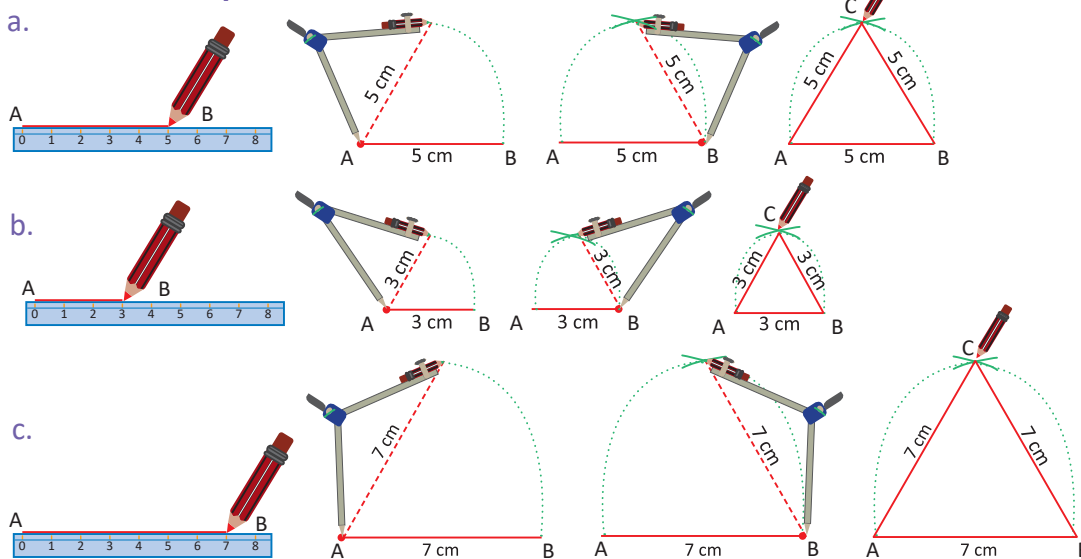 a.
A B
0 1 2 3 4 5 6 7 8
5 cm
A 5 cm B
5 cm
A 5 cm B
C
5 cm 5 cm
A 5 cm B
b.
A B
0 1 2 3 4 5 6 7 8
3 cm
A 3 cm B
3 cm
A 3 cm B
C
3 cm 3 cm
A 3 cm B
c.
A B
0 1 2 3 4 5 6 7 8
7 cm
A 7 cm B
7 cm
A 7 cm B
C
7 cm 7 cm
A 7 cm